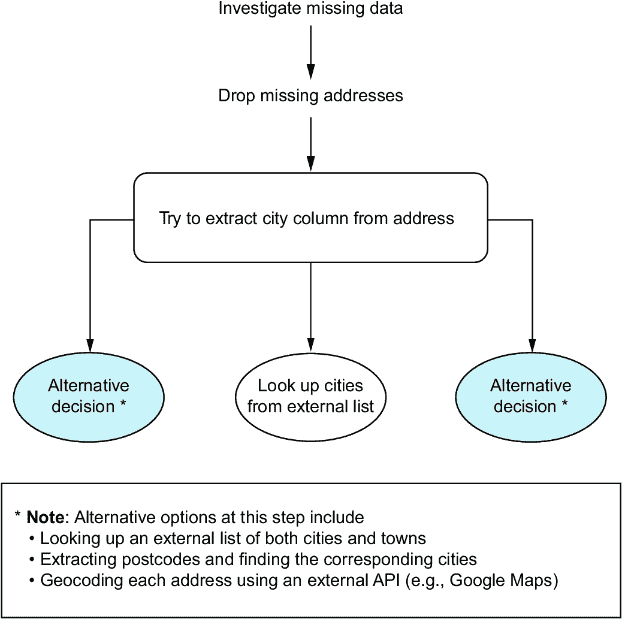 Investigate missing data
Drop missing addresses
Try to extract city column from address
Alternative
decision *
Look up cities
from external list
Alternative
decision *
* Note: Alternative options at this step include
• Looking up an external list of both cities and towns
• Extracting postcodes and finding the corresponding cities
• Geocoding each address using an external API (e.g., Google Maps)